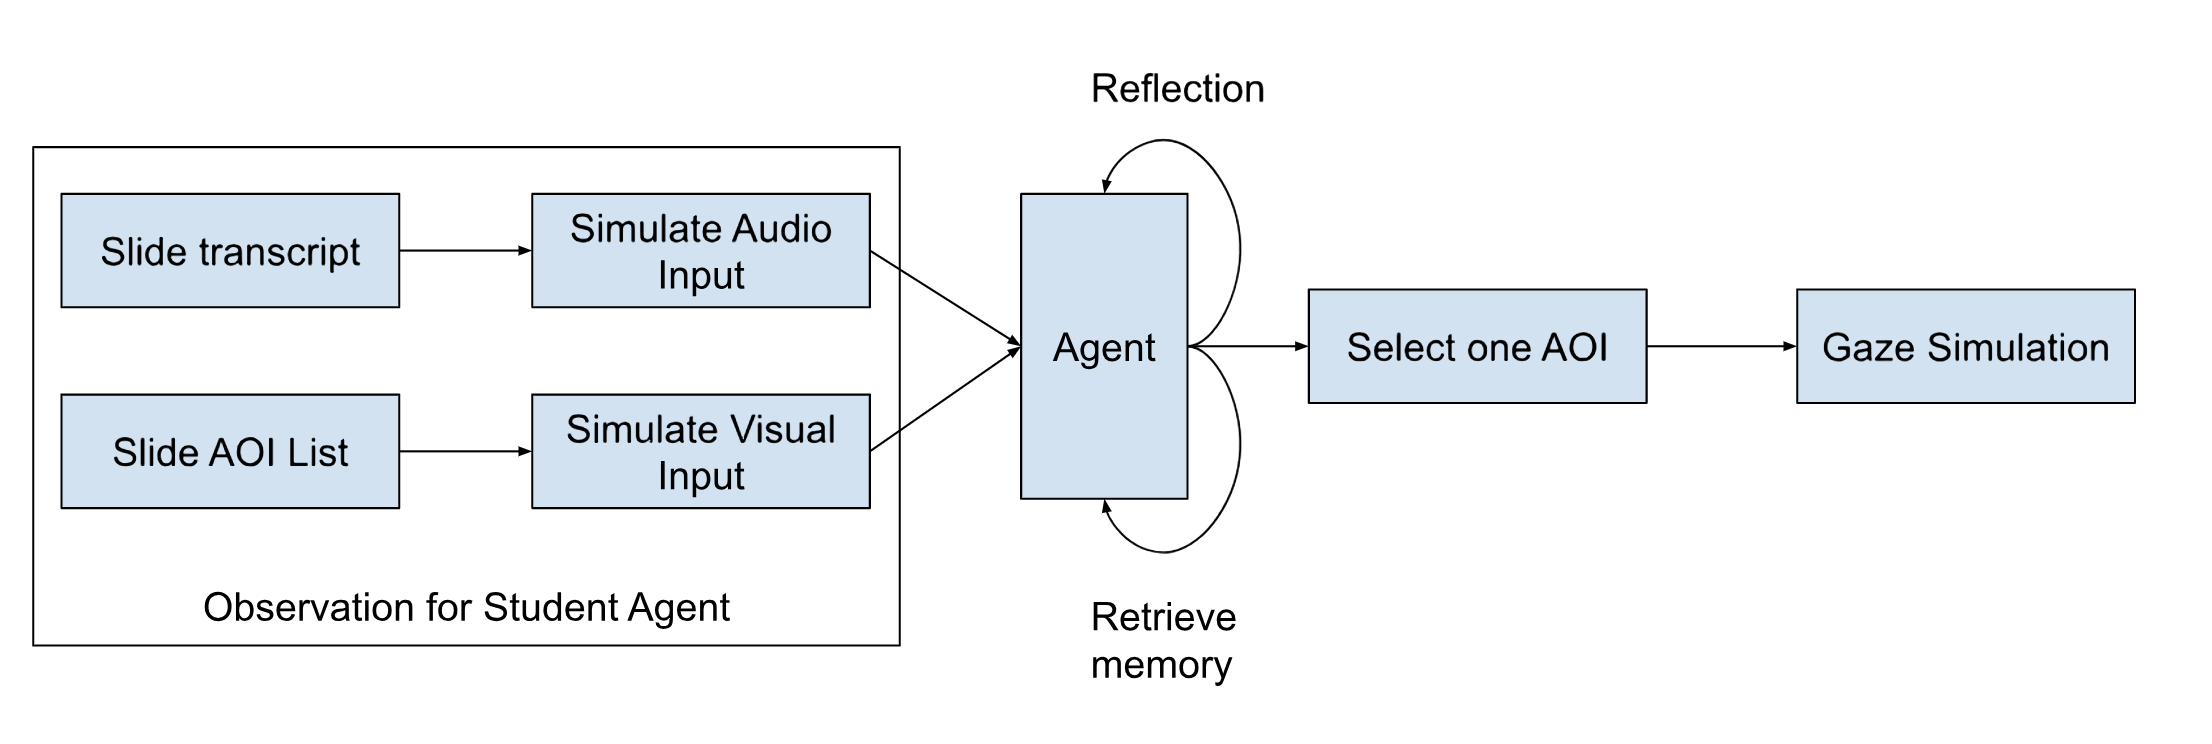 Reflection
Slide transcript
Simulate Audio
Input
Slide AOI List
Simulate Visual
Input
Observation for Student Agent
Agent
Retrieve
memory
Select one AOI
Gaze Simulation